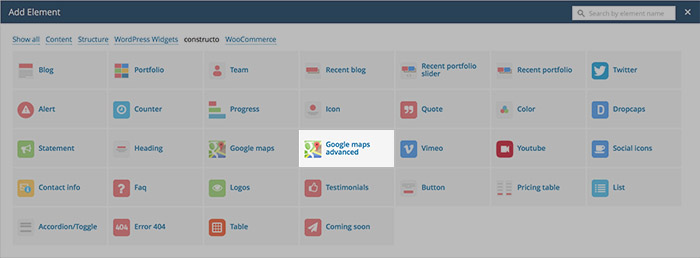 Add Element
Search by element name
Show all Content Structure WordPress Widgets constructo WooCommerce
Blog Portfolio Team Recent blog Recent portfolio slider Recent portfolio Twitter
Alert Counter Progress Icon Quote Color D Dropcaps
Statement Heading Google maps Google maps advanced Vimeo Youtube Social icons
Contact info ? Faq Logos Testimonials Button Pricing table List
Accordion/Toggle 404 Error 404 Table Coming soon